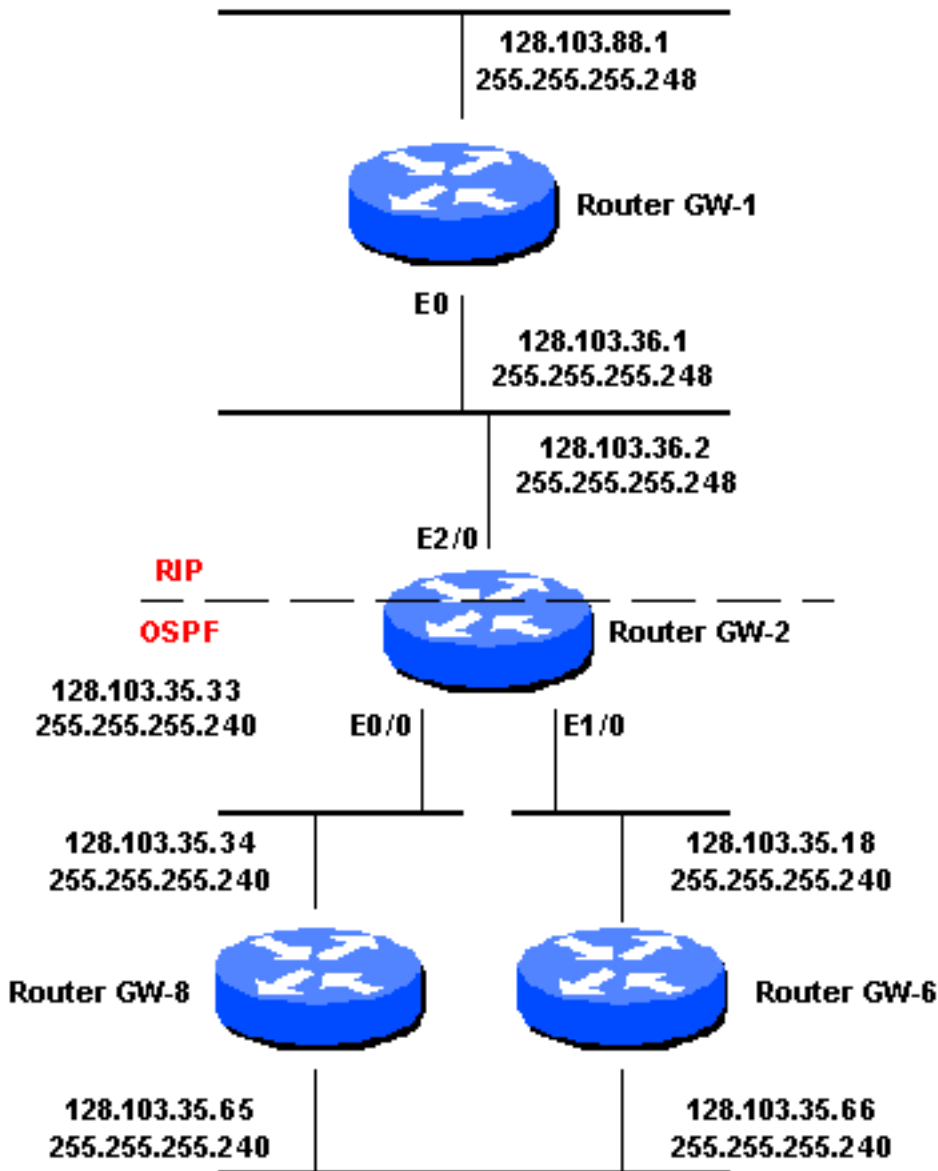 128.103.88.1
255.255.255.248
Router GW-1
E0
128.103.36.1
255.255.255.248
128.103.36.2
255.255.255.248
E2/0
RIP
OSPF
Router GW-2
128.103.35.33
255.255.255.240
E0/0
E1/0
128.103.35.34
255.255.255.240
128.103.35.18
255.255.255.240
Router GW-8
Router GW-6
128.103.35.65
255.255.255.240
128.103.35.66
255.255.255.240